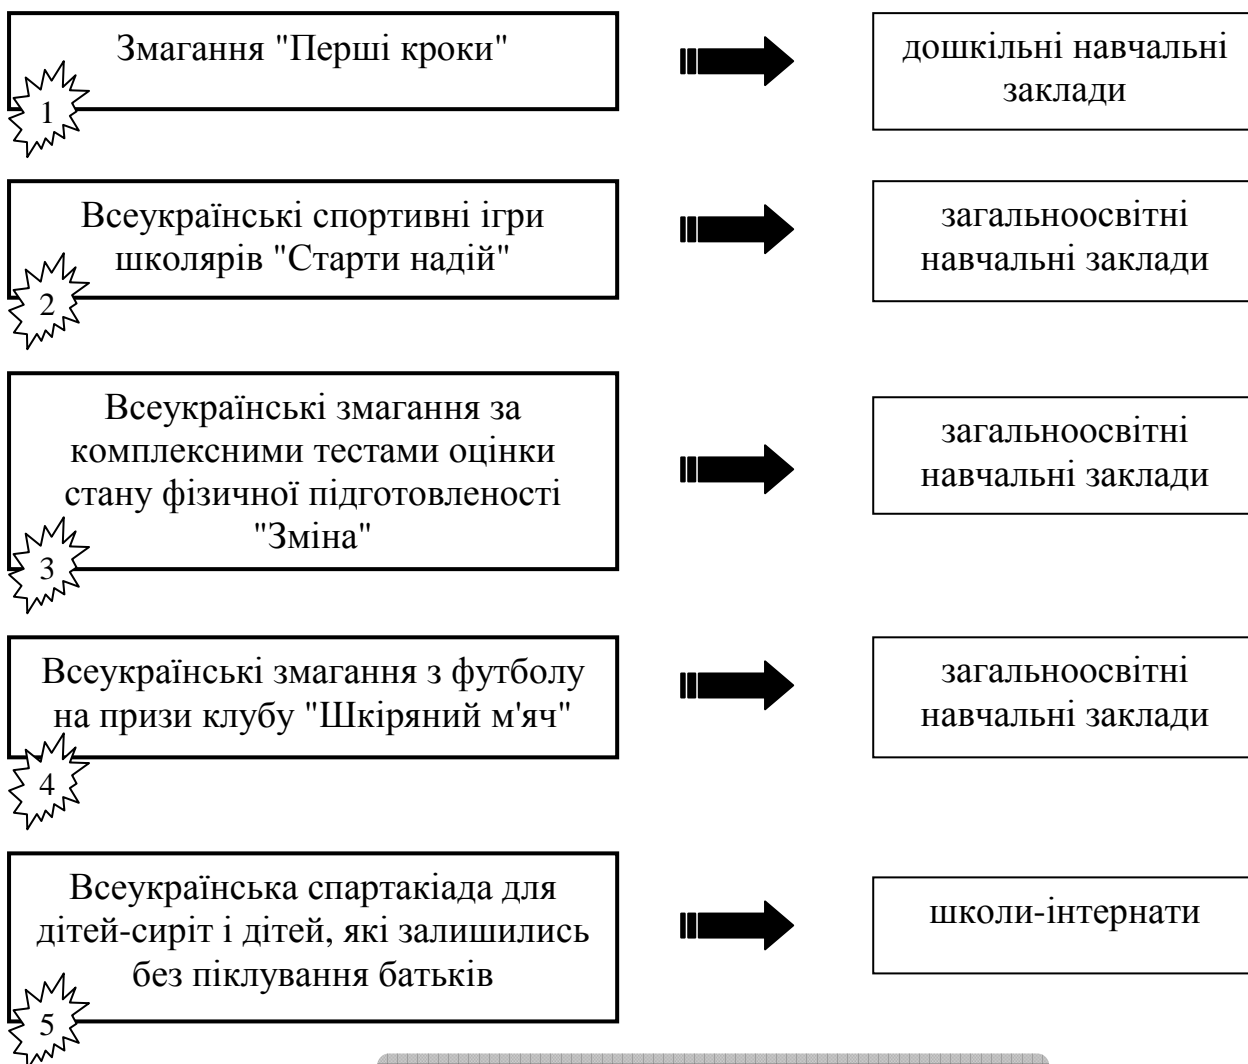 Змагання "Перші кроки"
1
дошкільні навчальні
заклади
Всеукраїнські спортивні ігри
школярів "Старти надій"
2
загальноосвітні
навчальні заклади
Всеукраїнські змагання за
комплексними тестами оцінки
стану фізичної підготовленості
"Зміна"
3
загальноосвітні
навчальні заклади
Всеукраїнські змагання з футболу
на призи клубу "Шкіряний м'яч"
4
загальноосвітні
навчальні заклади
Всеукраїнська спартакіада для
дітей-сиріт і дітей, які залишились
без піклування батьків
5
школи-інтернати